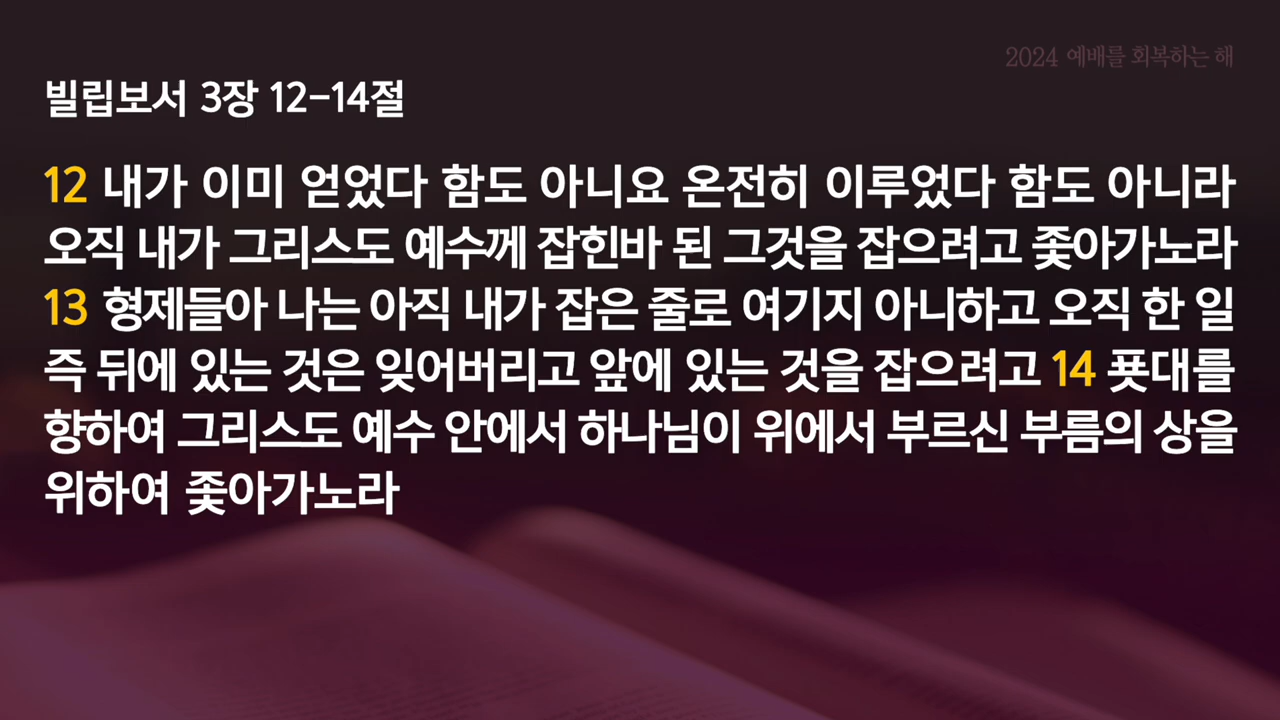 2024 예배를 회복하는 해
빌립보서 3장 12-14절
12 내가 이미 얻었다 함도 아니요 온전히 이루었다 함도 아니라
오직 내가 그리스도 예수께 잡힌바 된 그것을 잡으려고 좇아가노라
13 형제들아 나는 아직 내가 잡은 줄로 여기지 아니하고 오직 한 일
즉 뒤에 있는 것은 잊어버리고 앞에 있는 것을 잡으려고 14 푯대를
향하여 그리스도 예수 안에서 하나님이 위에서 부르신 부름의 상을
위하여 좇아가노라